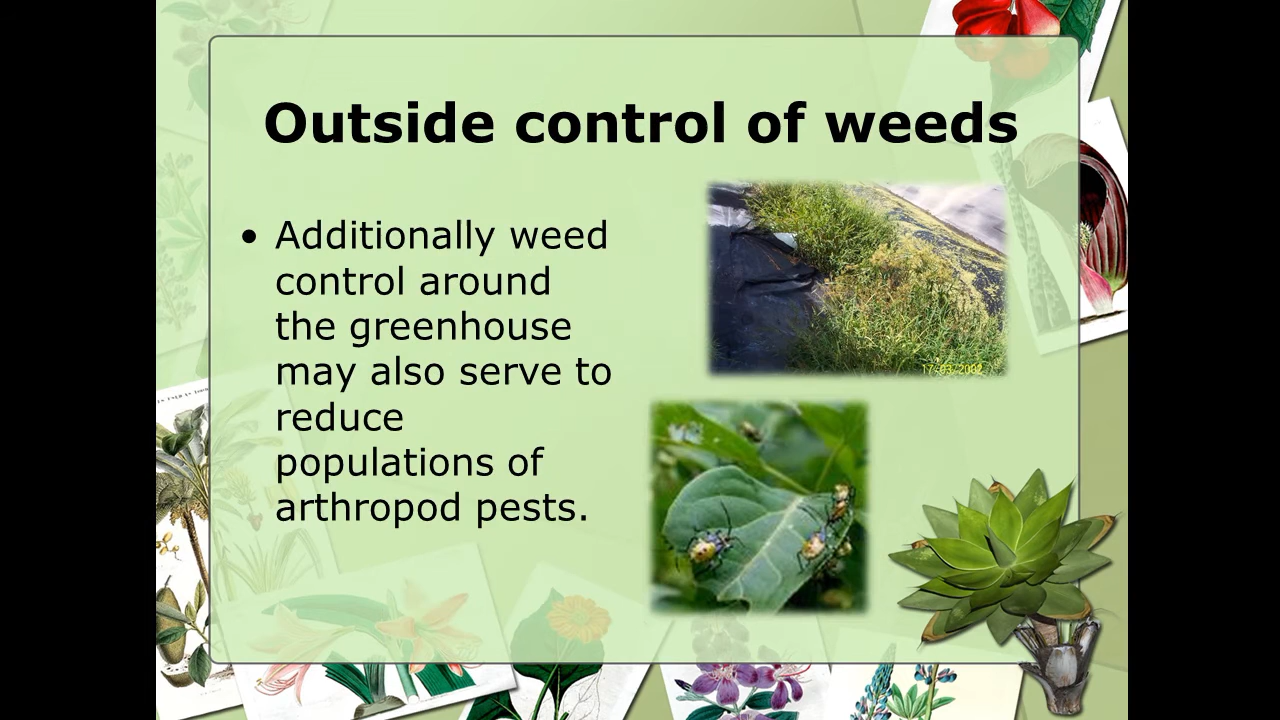 Outside control of weeds
• Additionally weed
control around
the greenhouse
may also serve to
reduce
populations of
arthropod pests.
17/03/2002